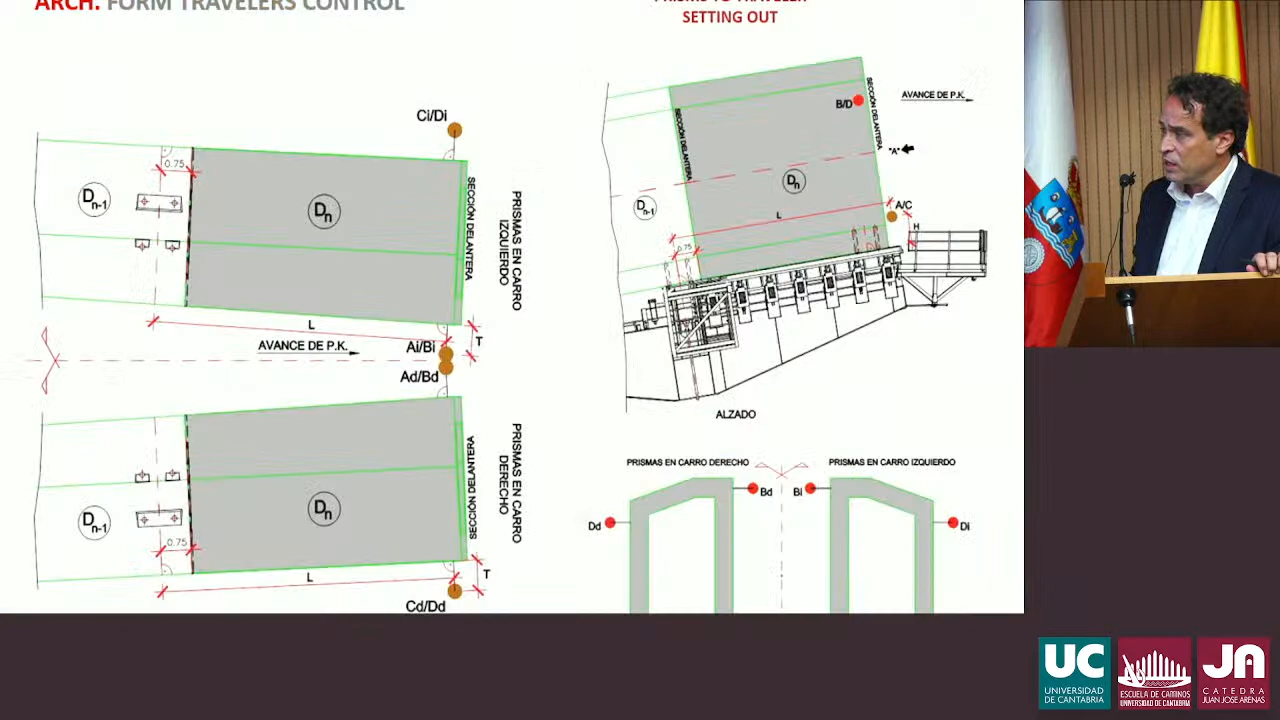 ARCH. FORM TRAVELERS CONTROL
SETTING OUT
Ci/Di
0.75
Dn-1
Dn
SECCIÓN DELANTERA
PRISMAS EN CARRO
IZQUIERDO
L
T
AVANCE DE P.K.
Ai/Bi
Ad/Bd
Dn-1
Dn
0.75
SECCIÓN DELANTERA
PRISMAS EN CARRO
DERECHO
L
T
Cd/Dd
SECCIÓN DELANTERA
B/D
SECCIÓN DELANTERA
AVANCE DE P.K.
"A"
Dn
Dn-1
L
A/C
H
0.75
ALZADO
PRISMAS EN CARRO DERECHO
PRISMAS EN CARRO IZQUIERDO
Bd
Bi
Dd
Di
UC
UNIVERSIDAD
DE CANTABRIA
ESCUELA DE CAMINOS
UNIVERSIDAD DE CANTABRIA
JA
CATEDRA
JUAN JOSE ARENAS